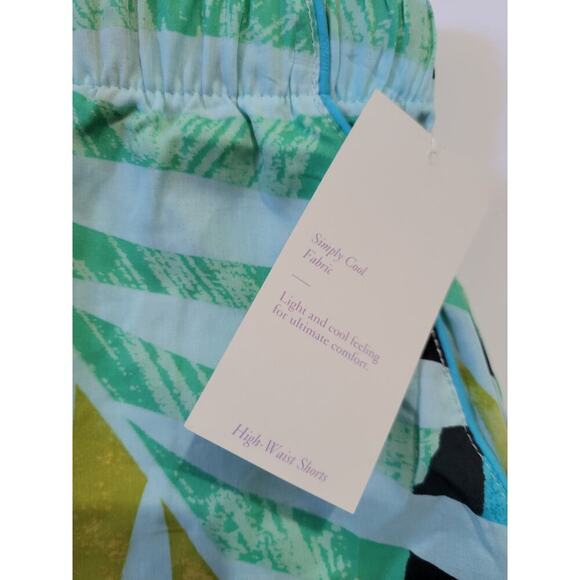 Simply Cool
Fabric
Light and cool feeling
for ultimate comfort.
High-Waist Shorts